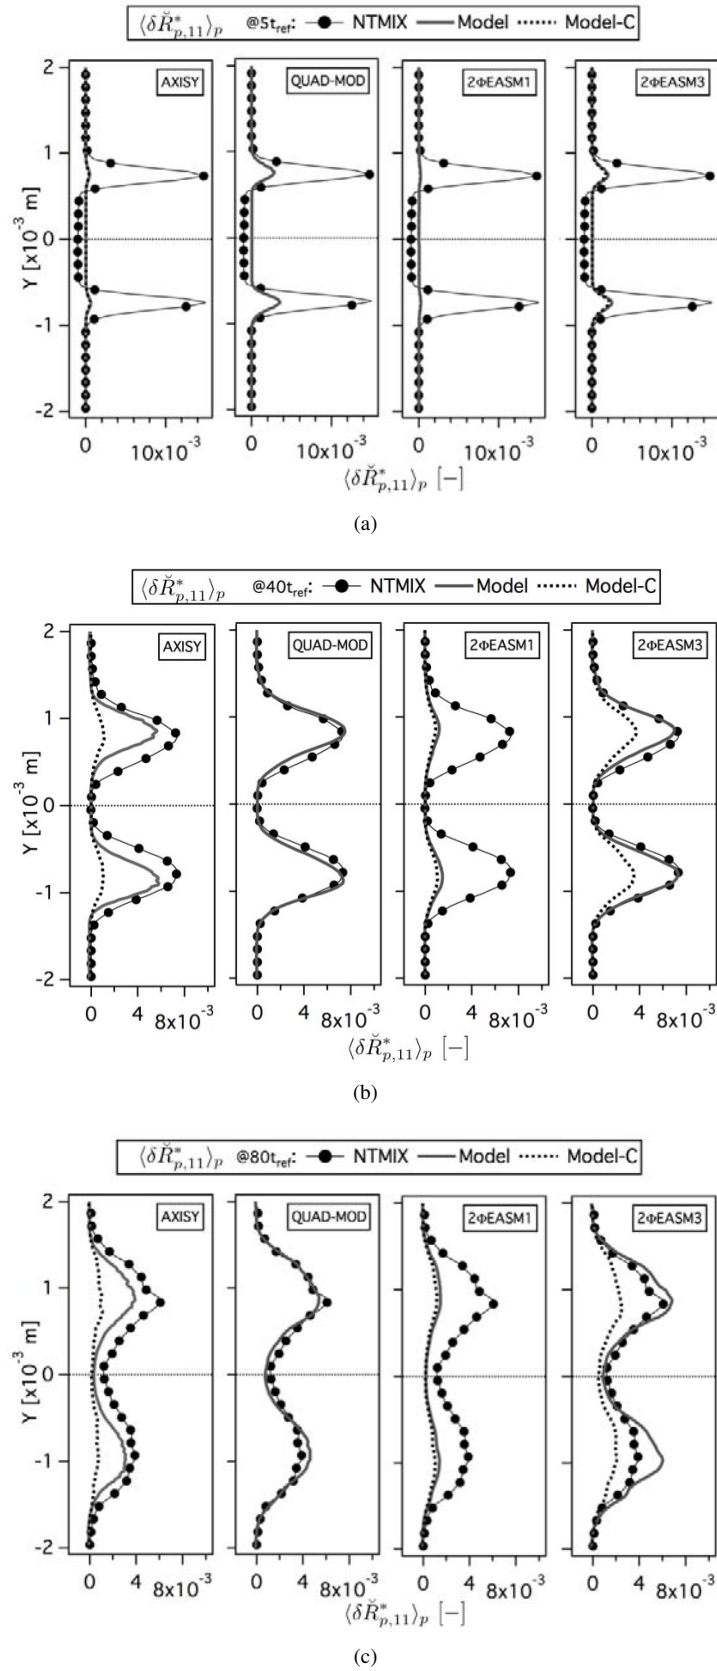 ⟨δR̆*p,11⟩p @5tref: NTMIX Model Model-C
AXISY QUAD-MOD 2ΦEASM1 2ΦEASM3
Y [x10-3 m]
2
1
0
-1
-2
0 10x10-3 0 10x10-3 0 10x10-3 0 10x10-3
⟨δR̆*p,11⟩p [−]
(a)
⟨δR̆*p,11⟩p @40tref: NTMIX Model Model-C
AXISY QUAD-MOD 2ΦEASM1 2ΦEASM3
Y [x10-3 m]
2
1
0
-1
-2
0 4 8x10-3 0 4 8x10-3 0 4 8x10-3 0 4 8x10-3
⟨δR̆*p,11⟩p [−]
(b)
⟨δR̆*p,11⟩p @80tref: NTMIX Model Model-C
AXISY QUAD-MOD 2ΦEASM1 2ΦEASM3
Y [x10-3 m]
2
1
0
-1
-2
0 4 8x10-3 0 4 8x10-3 0 4 8x10-3 0 4 8x10-3
⟨δR̆*p,11⟩p [−]
(c)